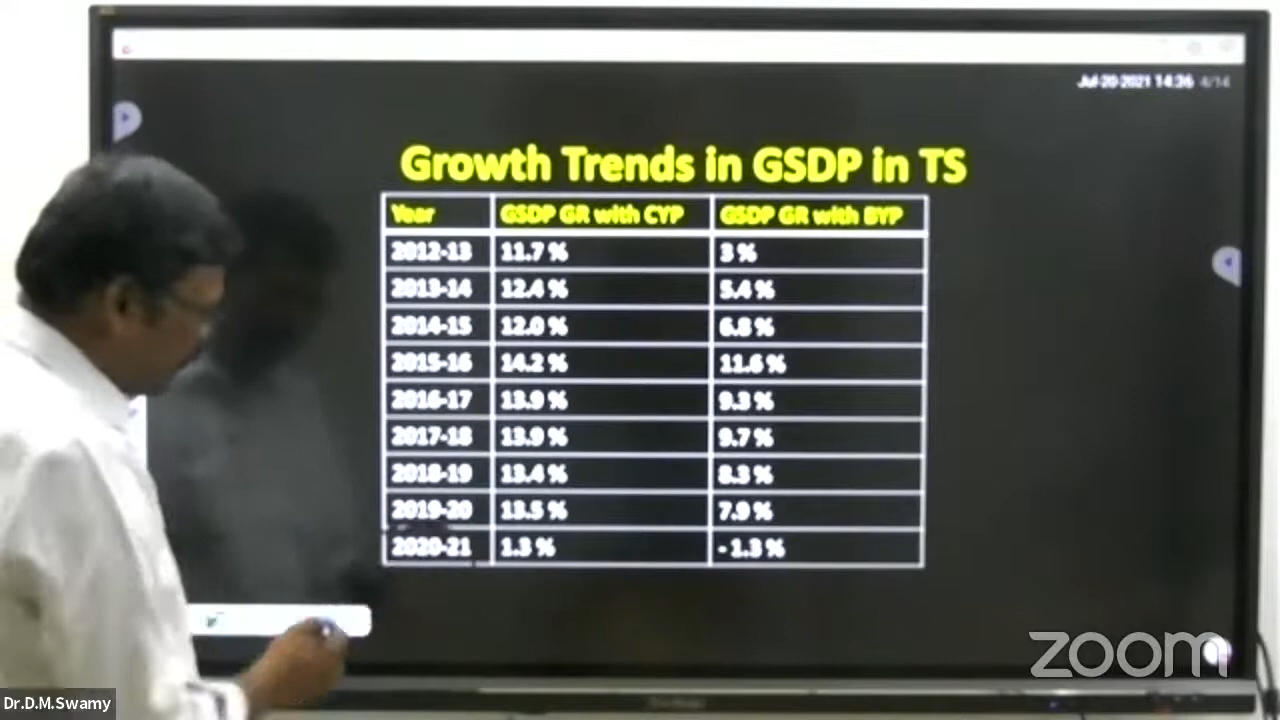 Jul-20-2021 14:36 4/14
Growth Trends in GSDP in TS
Year GSDP GR with CYP GSDP GR with BYP
2012-13 11.7 % 3 %
2013-14 12.4 % 5.4 %
2014-15 12.0 % 6.8 %
2015-16 14.2 % 11.6 %
2016-17 13.9 % 9.3 %
2017-18 13.9 % 9.7 %
2018-19 13.4 % 8.3 %
2019-20 13.5 % 7.9 %
2020-21 1.3 % - 1.3 %
zoom
Dr.D.M.Swamy